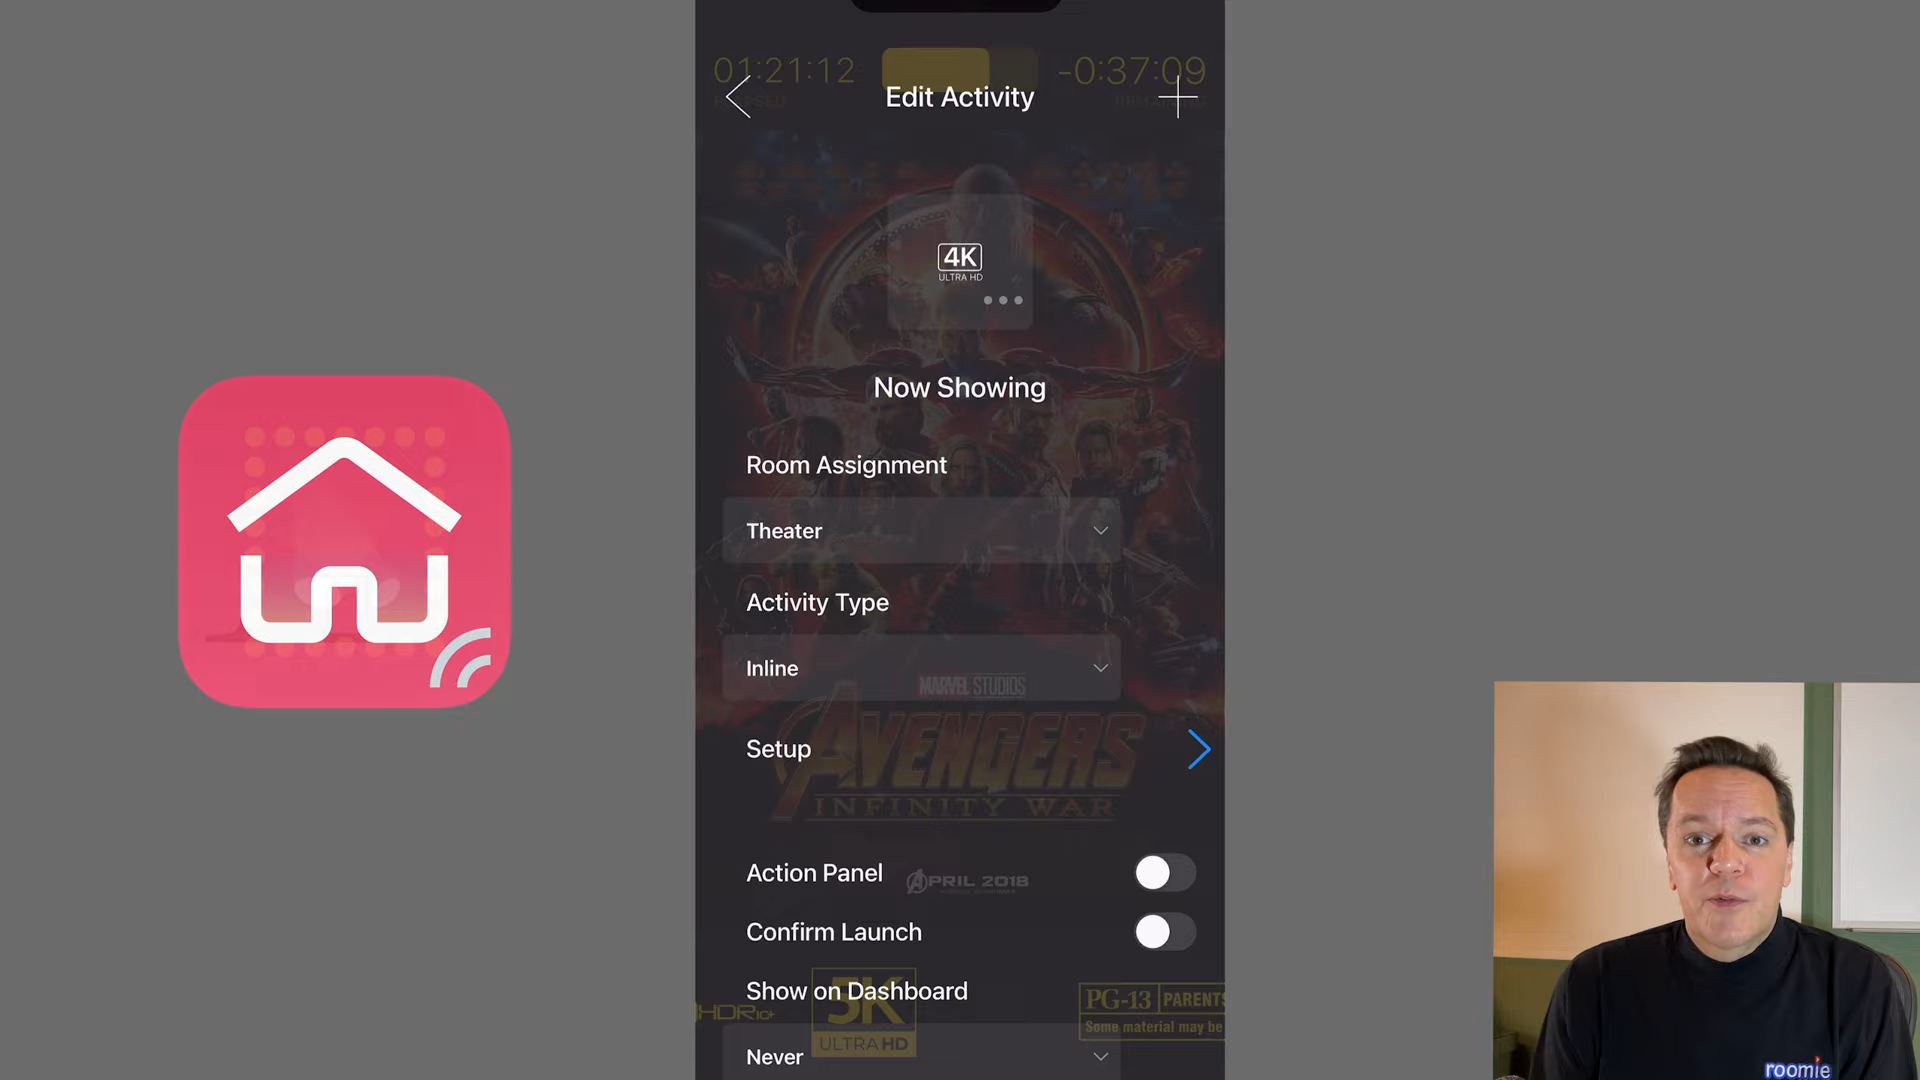 01:21:12
-0:37:09
Edit Activity
4K
ULTRA HD
Now Showing
Room Assignment
Theater
Activity Type
Inline
MARVEL STUDIOS
Setup
AVENGERS
INFINITY WAR
Action Panel
APRIL 2018
Confirm Launch
Show on Dashboard
5K
ULTRA HD
HDR10+
PG-13 PARENTS
Some material may be
Never
roomie